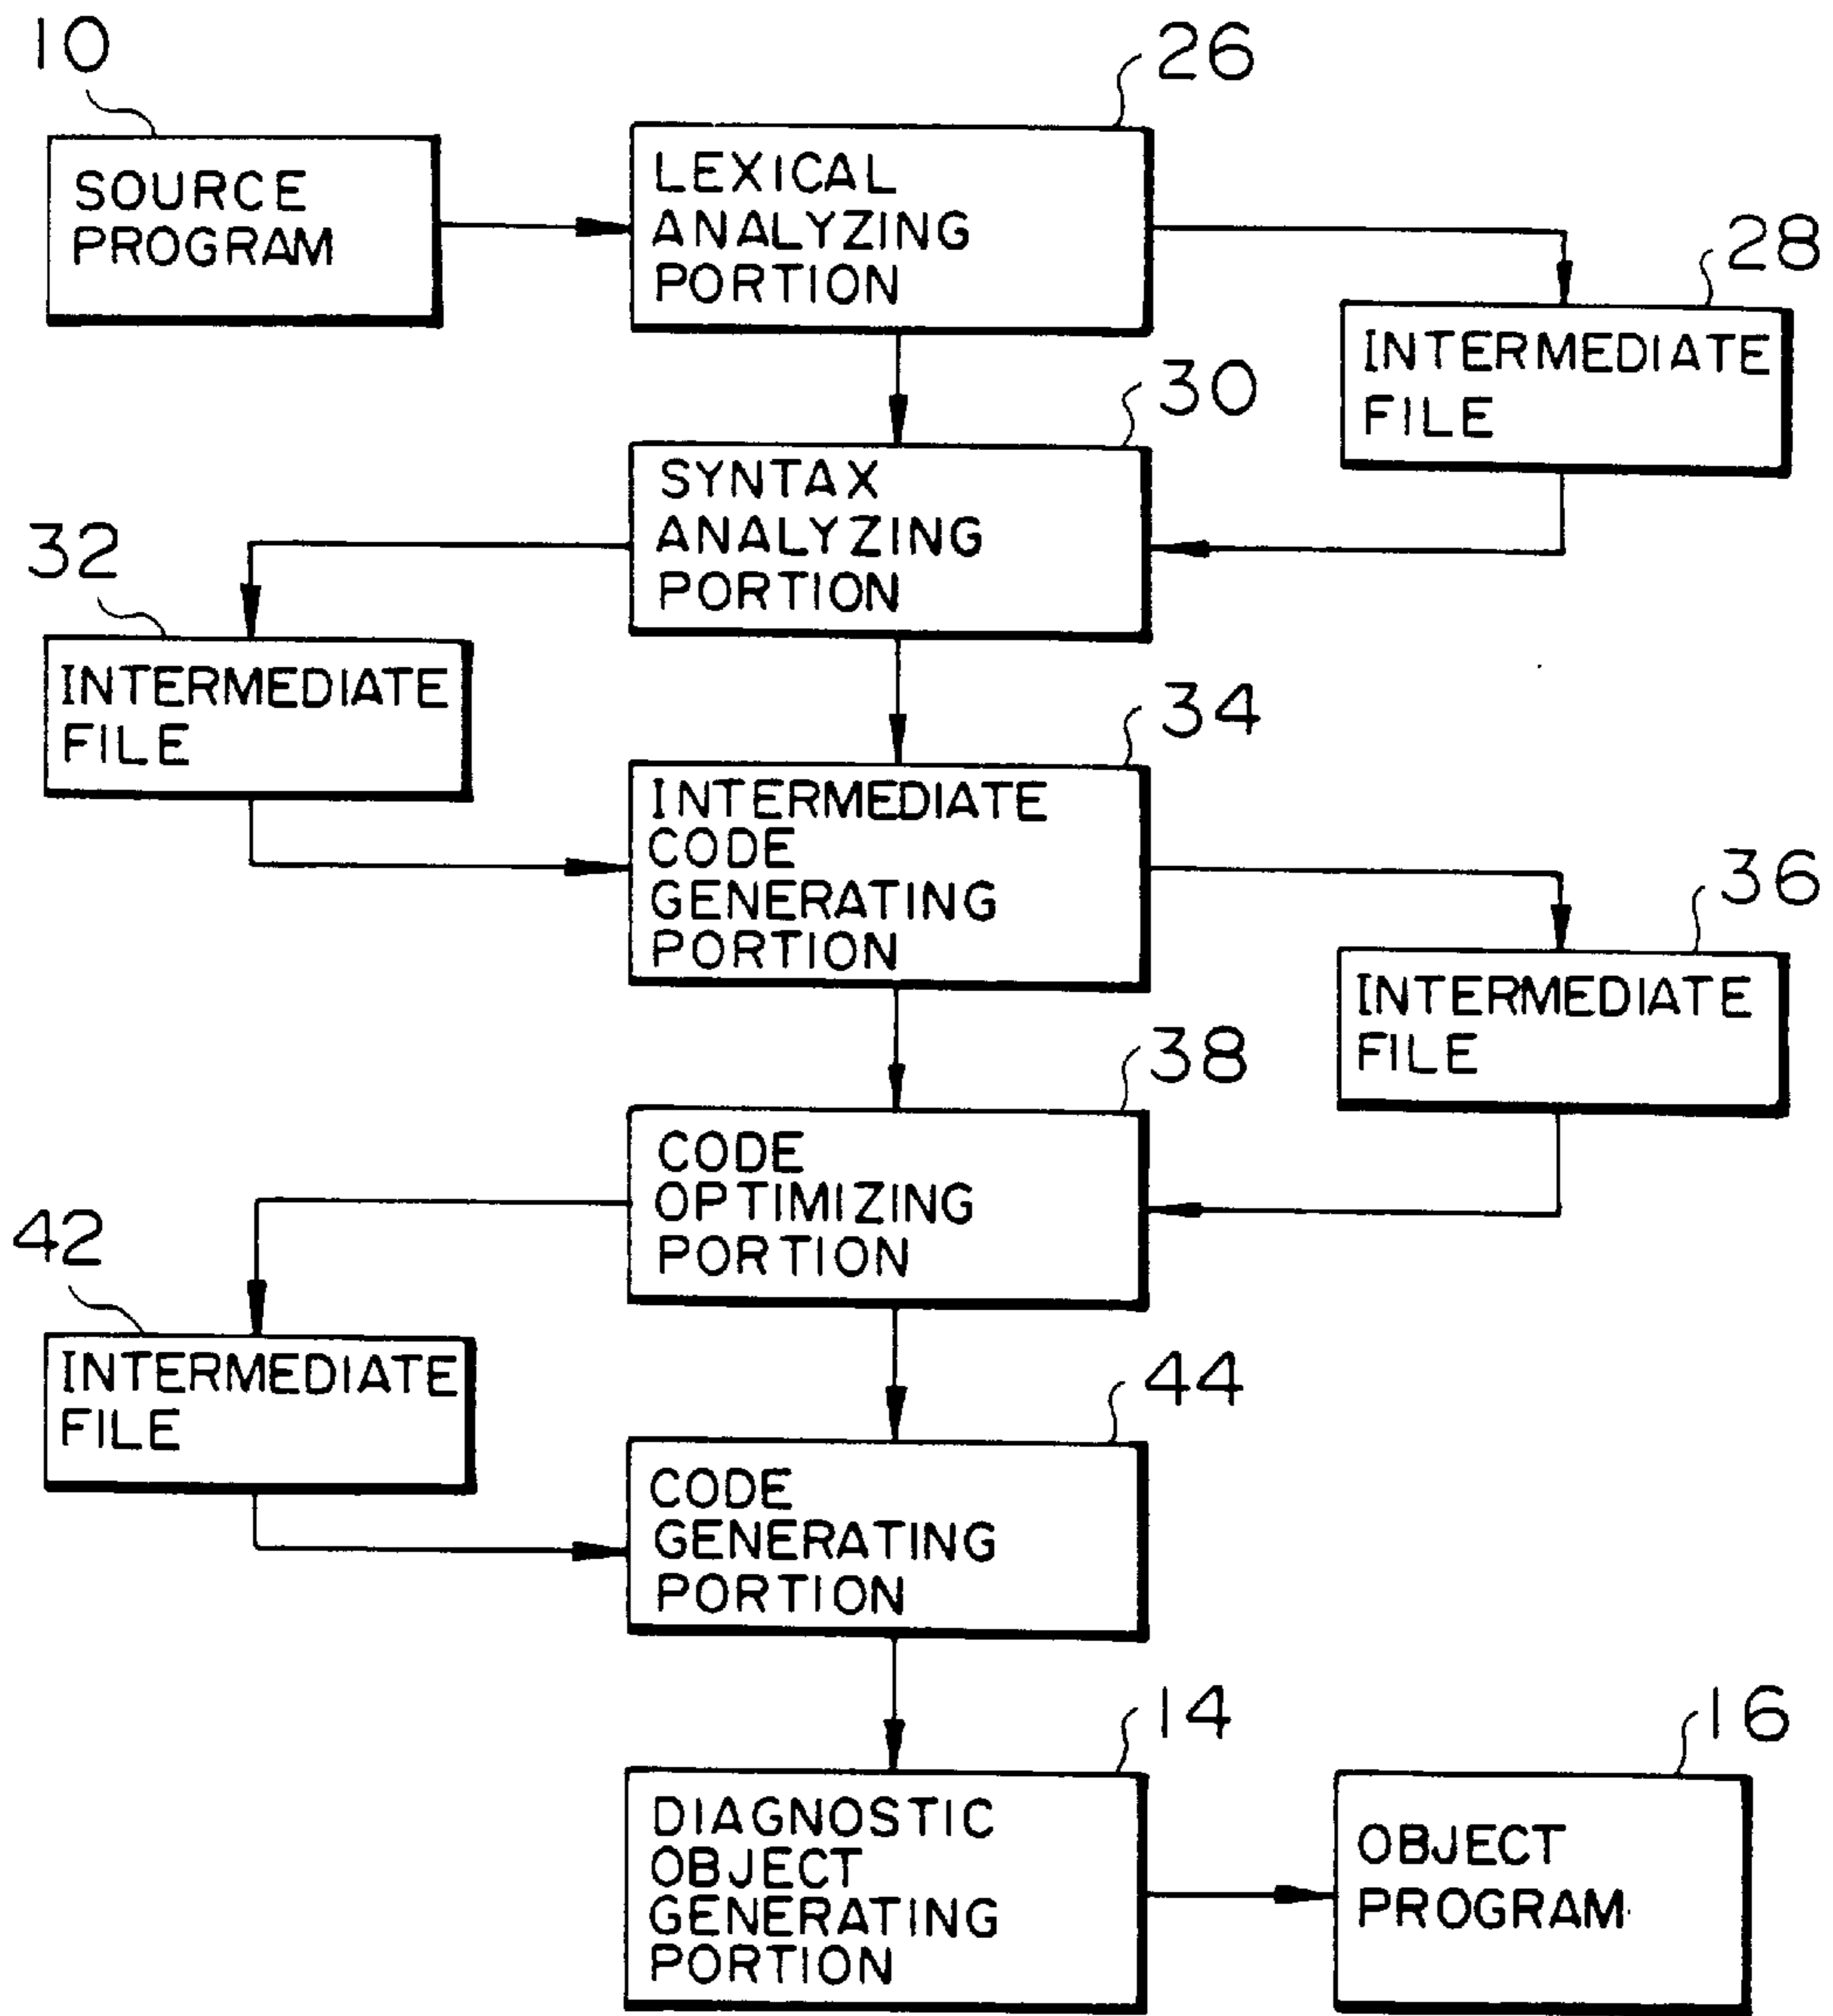 10
SOURCE
PROGRAM
26
LEXICAL
ANALYZING
PORTION
28
INTERMEDIATE
FILE
30
SYNTAX
ANALYZING
PORTION
32
INTERMEDIATE
FILE
34
INTERMEDIATE
CODE
GENERATING
PORTION
36
INTERMEDIATE
FILE
38
CODE
OPTIMIZING
PORTION
42
INTERMEDIATE
FILE
44
CODE
GENERATING
PORTION
14
DIAGNOSTIC
OBJECT
GENERATING
PORTION
16
OBJECT
PROGRAM